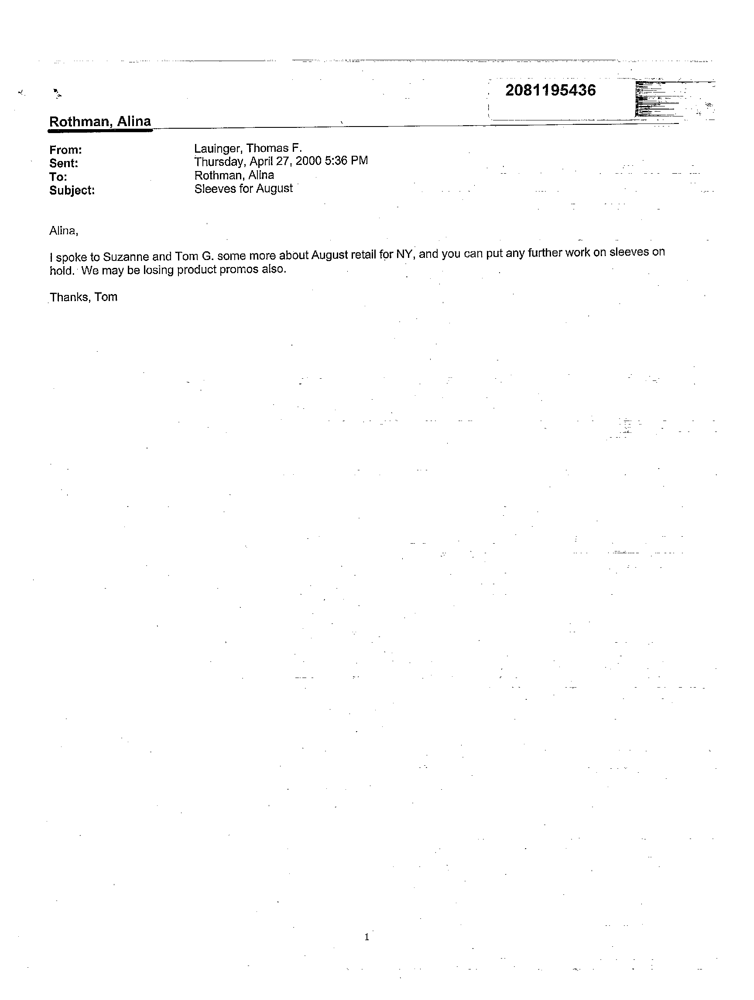 2081195436
Rothman, Alina
From: Lauinger, Thomas F.
Sent: Thursday, April 27, 2000 5:36 PM
To: Rothman, Alina
Subject: Sleeves for August
Alina,
I spoke to Suzanne and Tom G. some more about August retail for NY, and you can put any further work on sleeves on
hold. We may be losing product promos also.
Thanks, Tom
1